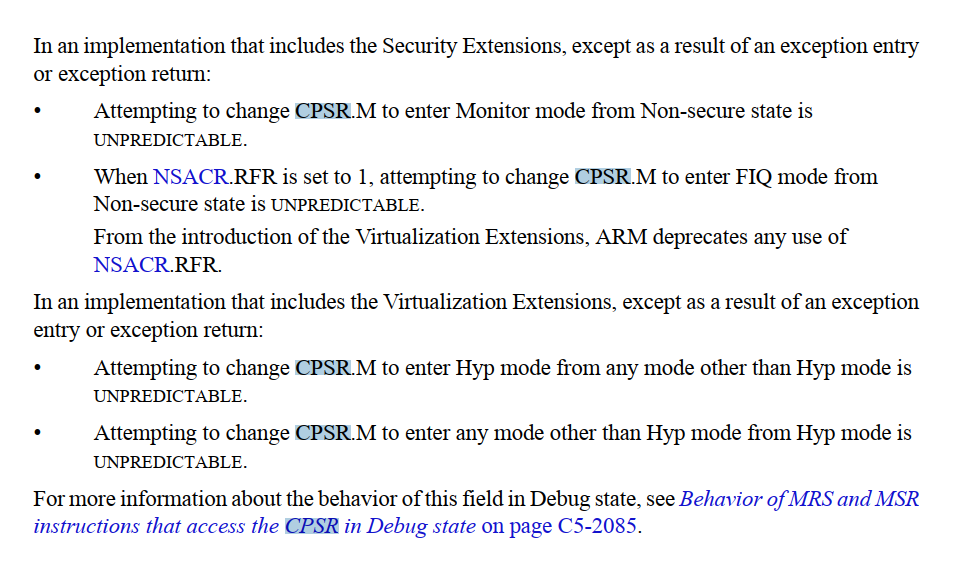 In an implementation that includes the Security Extensions, except as a result of an exception entry
or exception return:
• Attempting to change CPSR.M to enter Monitor mode from Non-secure state is
UNPREDICTABLE.
• When NSACR.RFR is set to 1, attempting to change CPSR.M to enter FIQ mode from
Non-secure state is UNPREDICTABLE.
From the introduction of the Virtualization Extensions, ARM deprecates any use of
NSACR.RFR.
In an implementation that includes the Virtualization Extensions, except as a result of an exception
entry or exception return:
• Attempting to change CPSR.M to enter Hyp mode from any mode other than Hyp mode is
UNPREDICTABLE.
• Attempting to change CPSR.M to enter any mode other than Hyp mode from Hyp mode is
UNPREDICTABLE.
For more information about the behavior of this field in Debug state, see Behavior of MRS and MSR
instructions that access the CPSR in Debug state on page C5-2085.